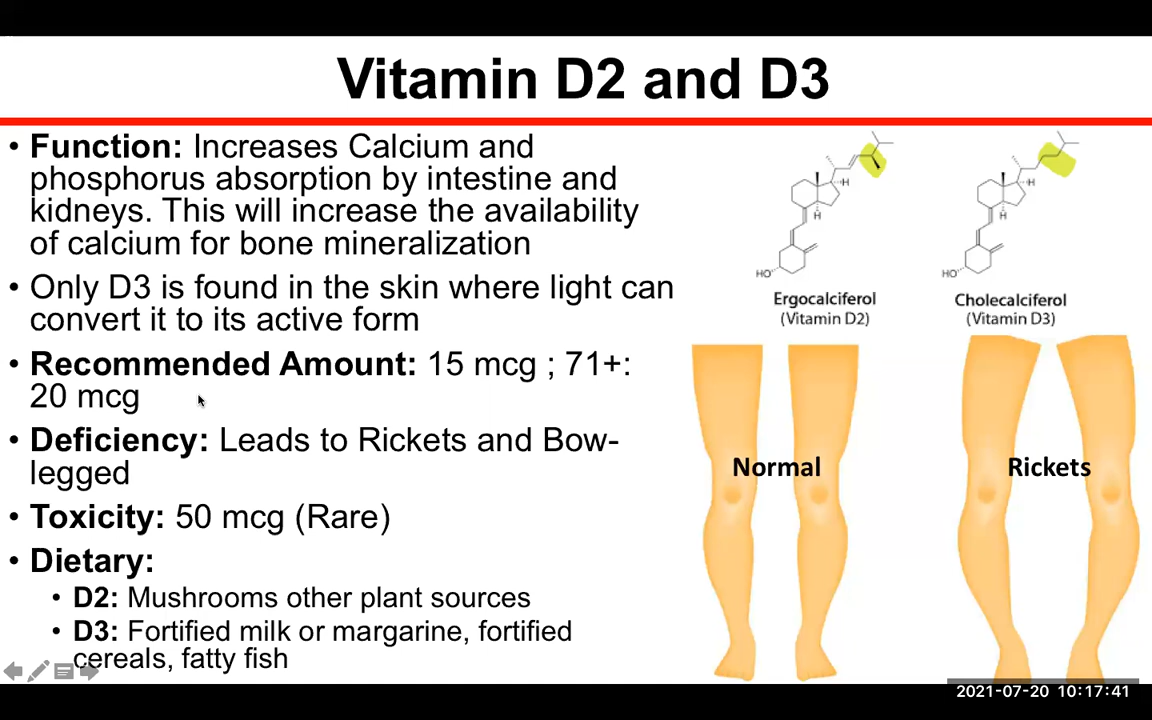 Vitamin D2 and D3
• Function: Increases Calcium and
phosphorus absorption by intestine and
kidneys. This will increase the availability
of calcium for bone mineralization
• Only D3 is found in the skin where light can
convert it to its active form
• Recommended Amount: 15 mcg ; 71+:
20 mcg
• Deficiency: Leads to Rickets and Bow-
legged
• Toxicity: 50 mcg (Rare)
• Dietary:
• D2: Mushrooms other plant sources
• D3: Fortified milk or margarine, fortified
cereals, fatty fish
H
H
HO
Ergocalciferol
(Vitamin D2)
H
H
HO
Cholecalciferol
(Vitamin D3)
Normal
Rickets
2021-07-20 10:17:41